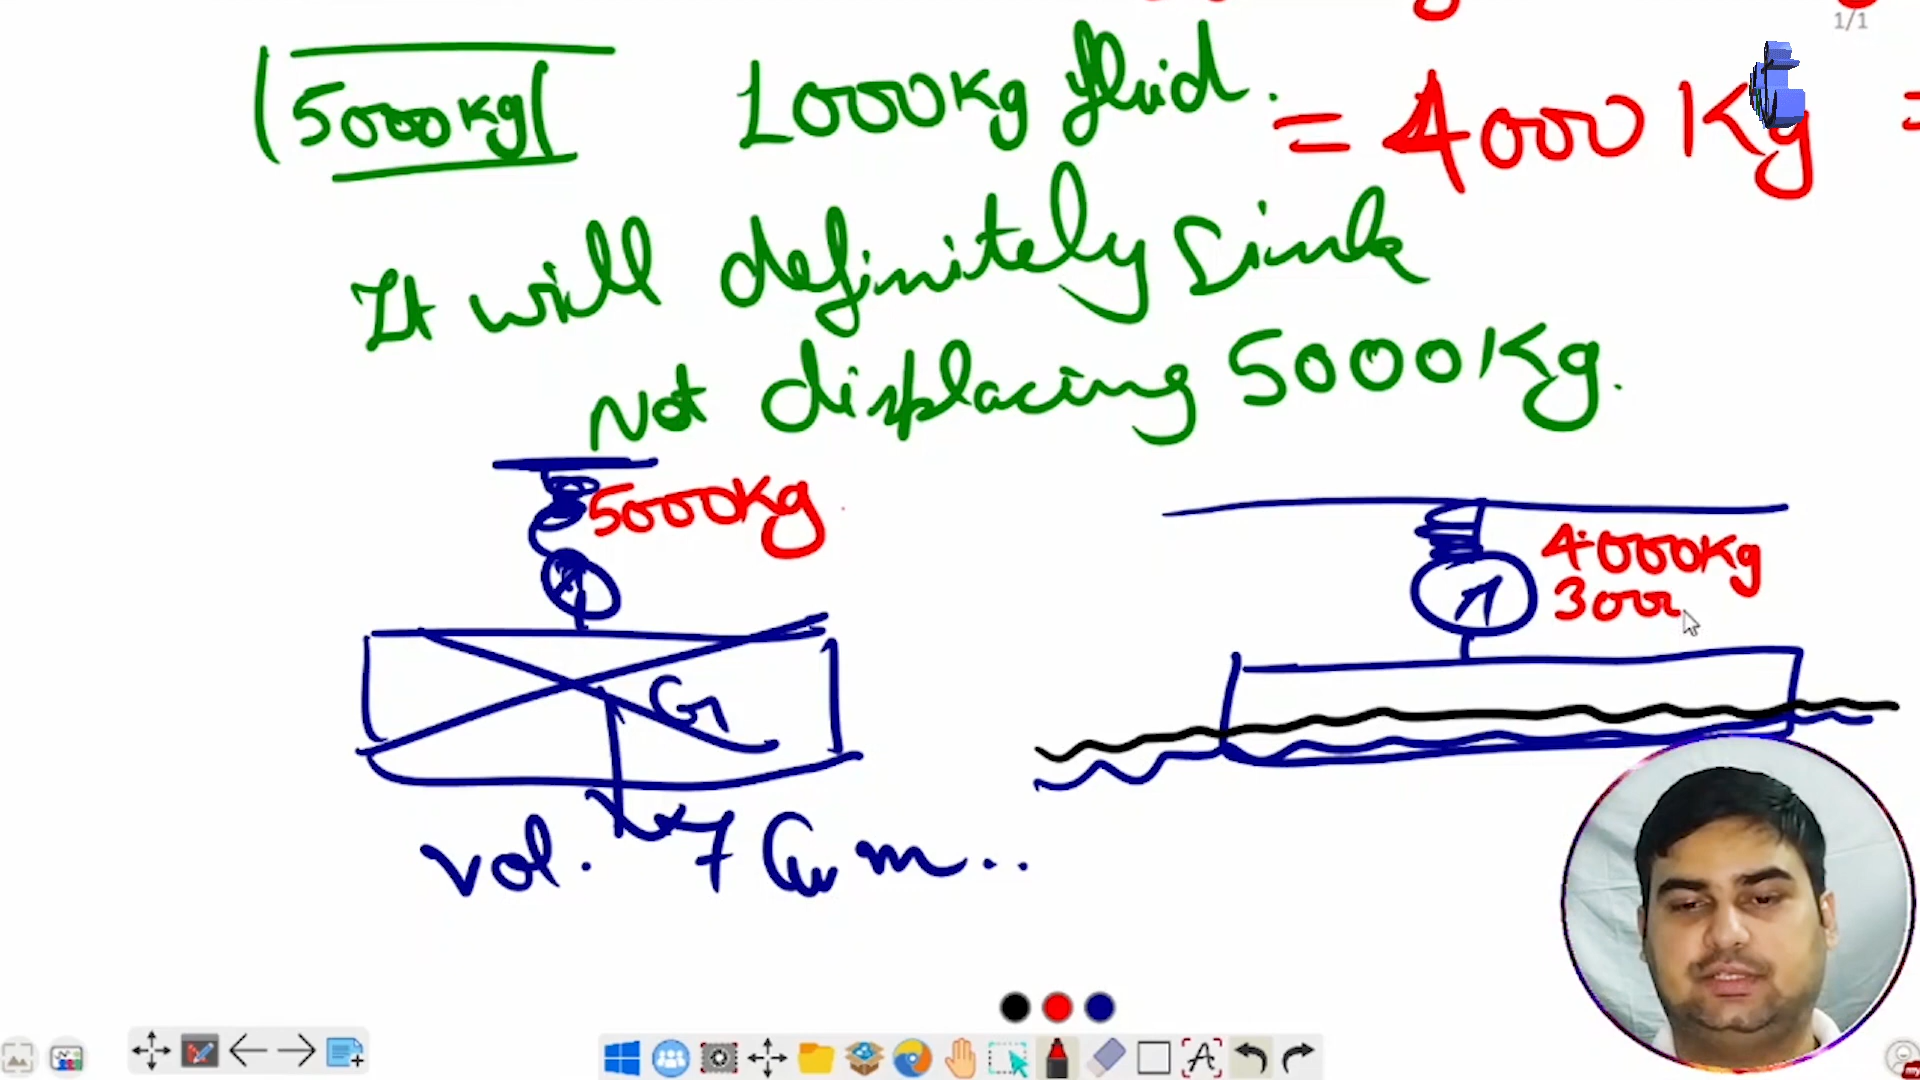 1/1
5000kg 1000kg fluid. = 4000 Kg
It will definitely sink
not displacing 5000Kg.
5000kg
4000kg
G
vol. 7 Cu m..